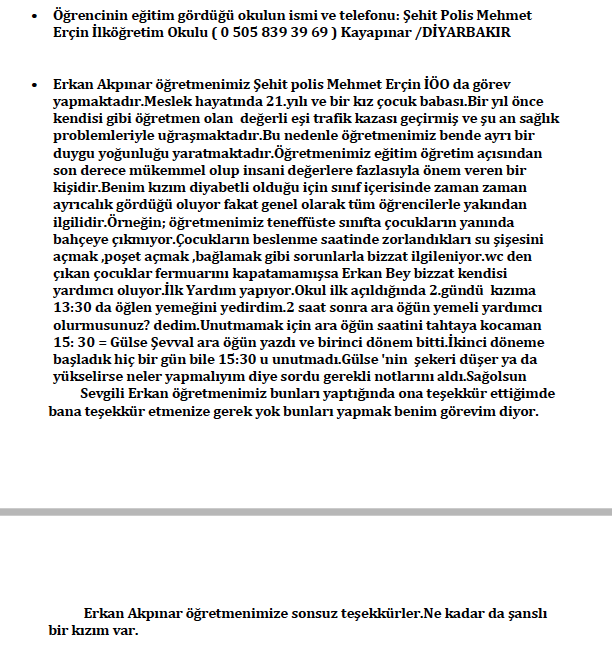 • Öğrencinin eğitim gördüğü okulun ismi ve telefonu: Şehit Polis Mehmet
Erçin İlköğretim Okulu ( 0 505 839 39 69 ) Kayapınar /DİYARBAKIR
• Erkan Akpınar öğretmenimiz Şehit polis Mehmet Erçin İÖO da görev
yapmaktadır.Meslek hayatında 21.yılı ve bir kız çocuk babası.Bir yıl önce
kendisi gibi öğretmen olan değerli eşi trafik kazası geçirmiş ve şu an sağlık
problemleriyle uğraşmaktadır.Bu nedenle öğretmenimiz bende ayrı bir
duygu yoğunluğu yaratmaktadır.Öğretmenimiz eğitim öğretim açısından
son derece mükemmel olup insani değerlere fazlasıyla önem veren bir
kişidir.Benim kızım diyabetli olduğu için sınıf içerisinde zaman zaman
ayrıcalık gördüğü oluyor fakat genel olarak tüm öğrencilerle yakından
ilgilidir.Örneğin; öğretmenimiz teneffüste sınıfta çocukların yanında
bahçeye çıkmıyor.Çocukların beslenme saatinde zorlandıkları su şişesini
açmak ,poşet açmak ,bağlamak gibi sorunlarla bizzat ilgileniyor.wc den
çıkan çocuklar fermuarını kapatamamışsa Erkan Bey bizzat kendisi
yardımcı oluyor.İlk Yardım yapıyor.Okul ilk açıldığında 2.gündü kızıma
13:30 da öğlen yemeğini yedirdim.2 saat sonra ara öğün yemeli yardımcı
olurmusunuz? dedim.Unutmamak için ara öğün saatini tahtaya kocaman
15: 30 = Gülse Şevval ara öğün yazdı ve birinci dönem bitti.İkinci döneme
başladık hiç bir gün bile 15:30 u unutmadı.Gülse 'nin şekeri düşer ya da
yükselirse neler yapmalıyım diye sordu gerekli notlarını aldı.Sağolsun
Sevgili Erkan öğretmenimiz bunları yaptığında ona teşekkür ettiğimde
bana teşekkür etmenize gerek yok bunları yapmak benim görevim diyor.
Erkan Akpınar öğretmenimize sonsuz teşekkürler.Ne kadar da şanslı
bir kızım var.